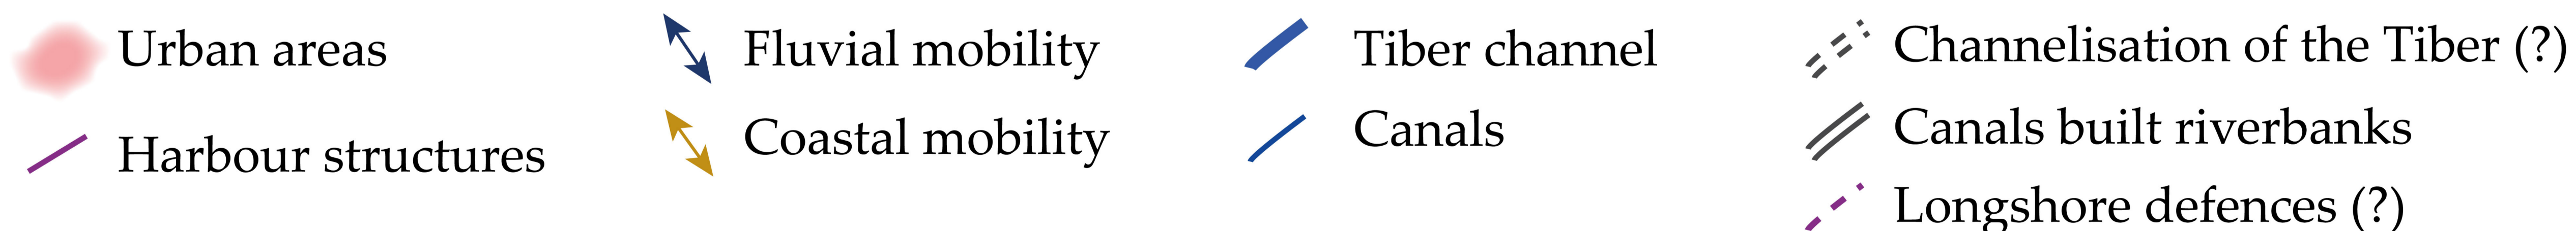 Urban areas
Harbour structures
Fluvial mobility
Coastal mobility
Tiber channel
Canals
Channelisation of the Tiber (?)
Canals built riverbanks
Longshore defences (?)